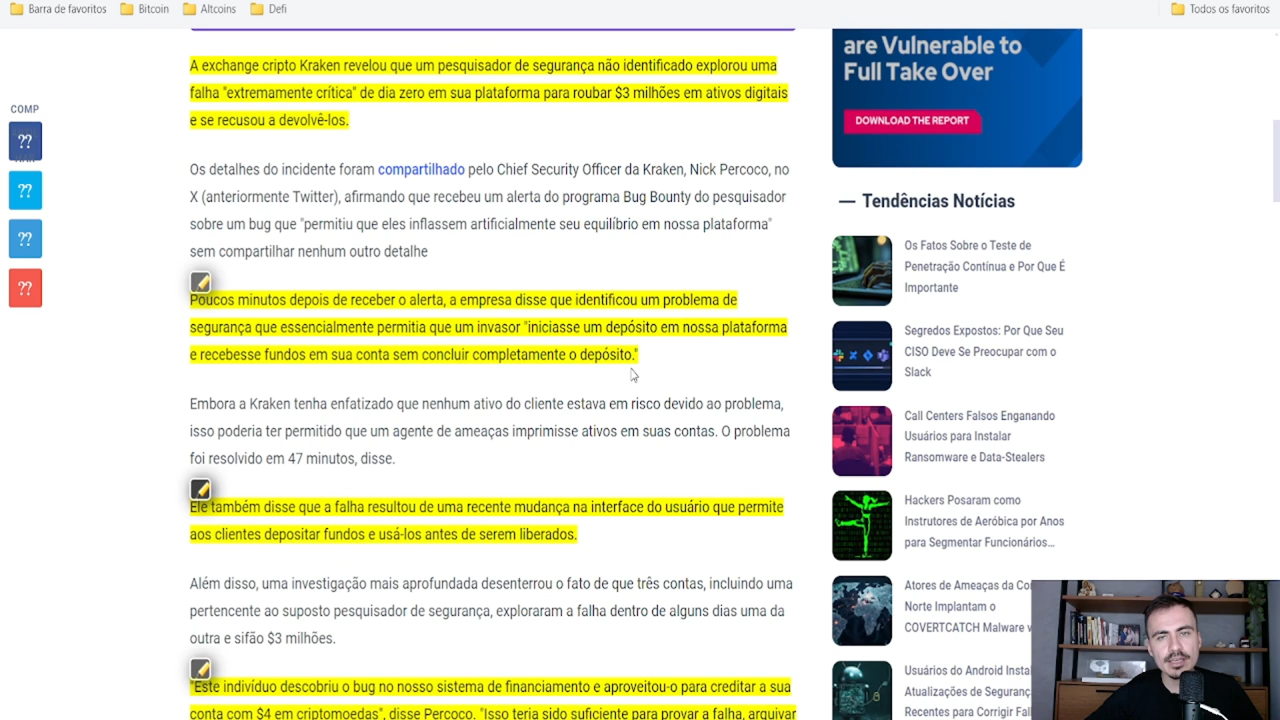 Barra de favoritos
Bitcoin
Altcoins
Defi
Todos os favoritos
COMP
??
??
??
??
A exchange cripto Kraken revelou que um pesquisador de segurança não identificado explorou uma
falha "extremamente crítica" de dia zero em sua plataforma para roubar $3 milhões em ativos digitais
e se recusou a devolvê-los.
Os detalhes do incidente foram compartilhado pelo Chief Security Officer da Kraken, Nick Percoco, no
X (anteriormente Twitter), afirmando que recebeu um alerta do programa Bug Bounty do pesquisador
sobre um bug que "permitiu que eles inflassem artificialmente seu equilíbrio em nossa plataforma"
sem compartilhar nenhum outro detalhe
Poucos minutos depois de receber o alerta, a empresa disse que identificou um problema de
segurança que essencialmente permitia que um invasor "iniciasse um depósito em nossa plataforma
e recebesse fundos em sua conta sem concluir completamente o depósito."
Embora a Kraken tenha enfatizado que nenhum ativo do cliente estava em risco devido ao problema,
isso poderia ter permitido que um agente de ameaças imprimisse ativos em suas contas. O problema
foi resolvido em 47 minutos, disse.
Ele também disse que a falha resultou de uma recente mudança na interface do usuário que permite
aos clientes depositar fundos e usá-los antes de serem liberados.
Além disso, uma investigação mais aprofundada desenterrou o fato de que três contas, incluindo uma
pertencente ao suposto pesquisador de segurança, exploraram a falha dentro de alguns dias uma da
outra e sifão $3 milhões.
"Este indivíduo descobriu o bug no nosso sistema de financiamento e aproveitou-o para creditar a sua
conta com $4 em criptomoedas", disse Percoco. "Isso teria sido suficiente para provar a falha, arquivar
are Vulnerable to
Full Take Over
DOWNLOAD THE REPORT
— Tendências Notícias
Os Fatos Sobre o Teste de
Penetração Contínua e Por Que É
Importante
Segredos Expostos: Por Que Seu
CISO Deve Se Preocupar com o
Slack
Call Centers Falsos Enganando
Usuários para Instalar
Ransomware e Data-Stealers
Hackers Posaram como
Instrutores de Aeróbica por Anos
para Segmentar Funcionários...
Atores de Ameaças da Co
Norte Implantam o
COVERTCATCH Malware
Usuários do Android Insta
Atualizações de Seguranç
Recentes para Corrigir Fal